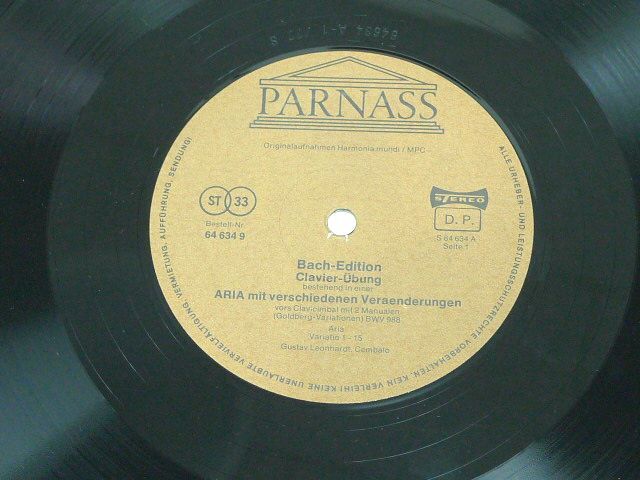 PARNASS
Originalaufnahmen Harmonia mundi / MPC
ST 33
Bestell-Nr.
64 634 9
STEREO
D. P.
S 64 634 A
Seite 1
Bach-Edition
Clavier-Übung
bestehend in einer
ARIA mit verschiedenen Veraenderungen
vors Clavicimbal mit 2 Manualen
(Goldberg-Variationen) BWV 988
Aria
Variatio 1 - 15
Gustav Leonhardt, Cembalo
ALLE URHEBER- UND LEISTUNGSSCHUTZRECHTE VORBEHALTEN. KEIN VERLEIH! KEINE UNERLAUBTE VERVIELFÄLTIGUNG, VERMIETUNG, AUFFÜHRUNG, SENDUNG!